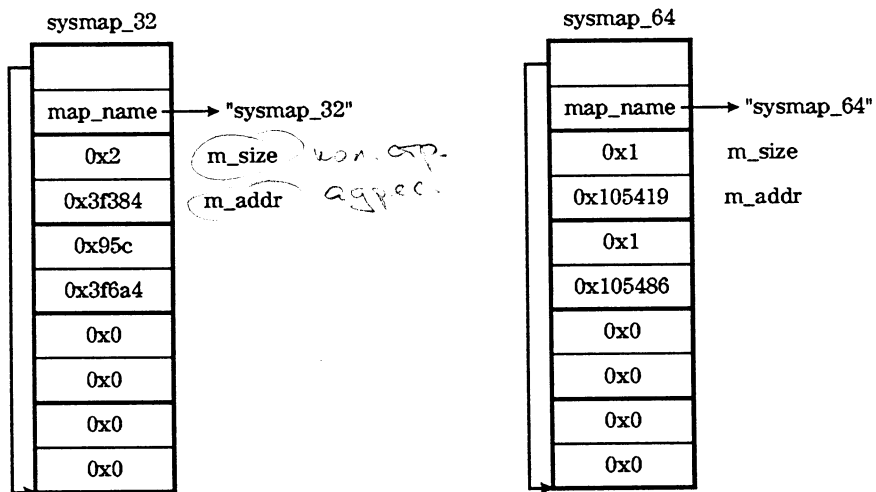 sysmap_32
map_name "sysmap_32"
0x2 m_size кол. стр.
0x3f384 m_addr адрес.
0x95c
0x3f6a4
0x0
0x0
0x0
0x0
sysmap_64
map_name "sysmap_64"
0x1 m_size
0x105419 m_addr
0x1
0x105486
0x0
0x0
0x0
0x0